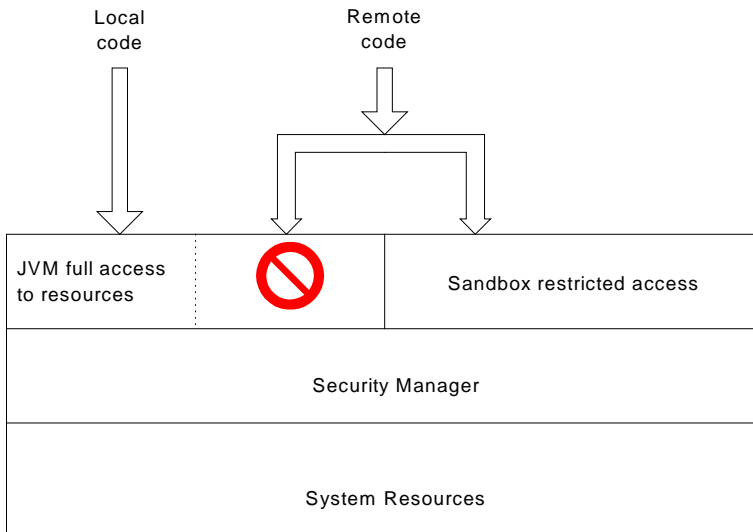 Local
code
Remote
code
JVM full access
to resources
Sandbox restricted access
Security Manager
System Resources